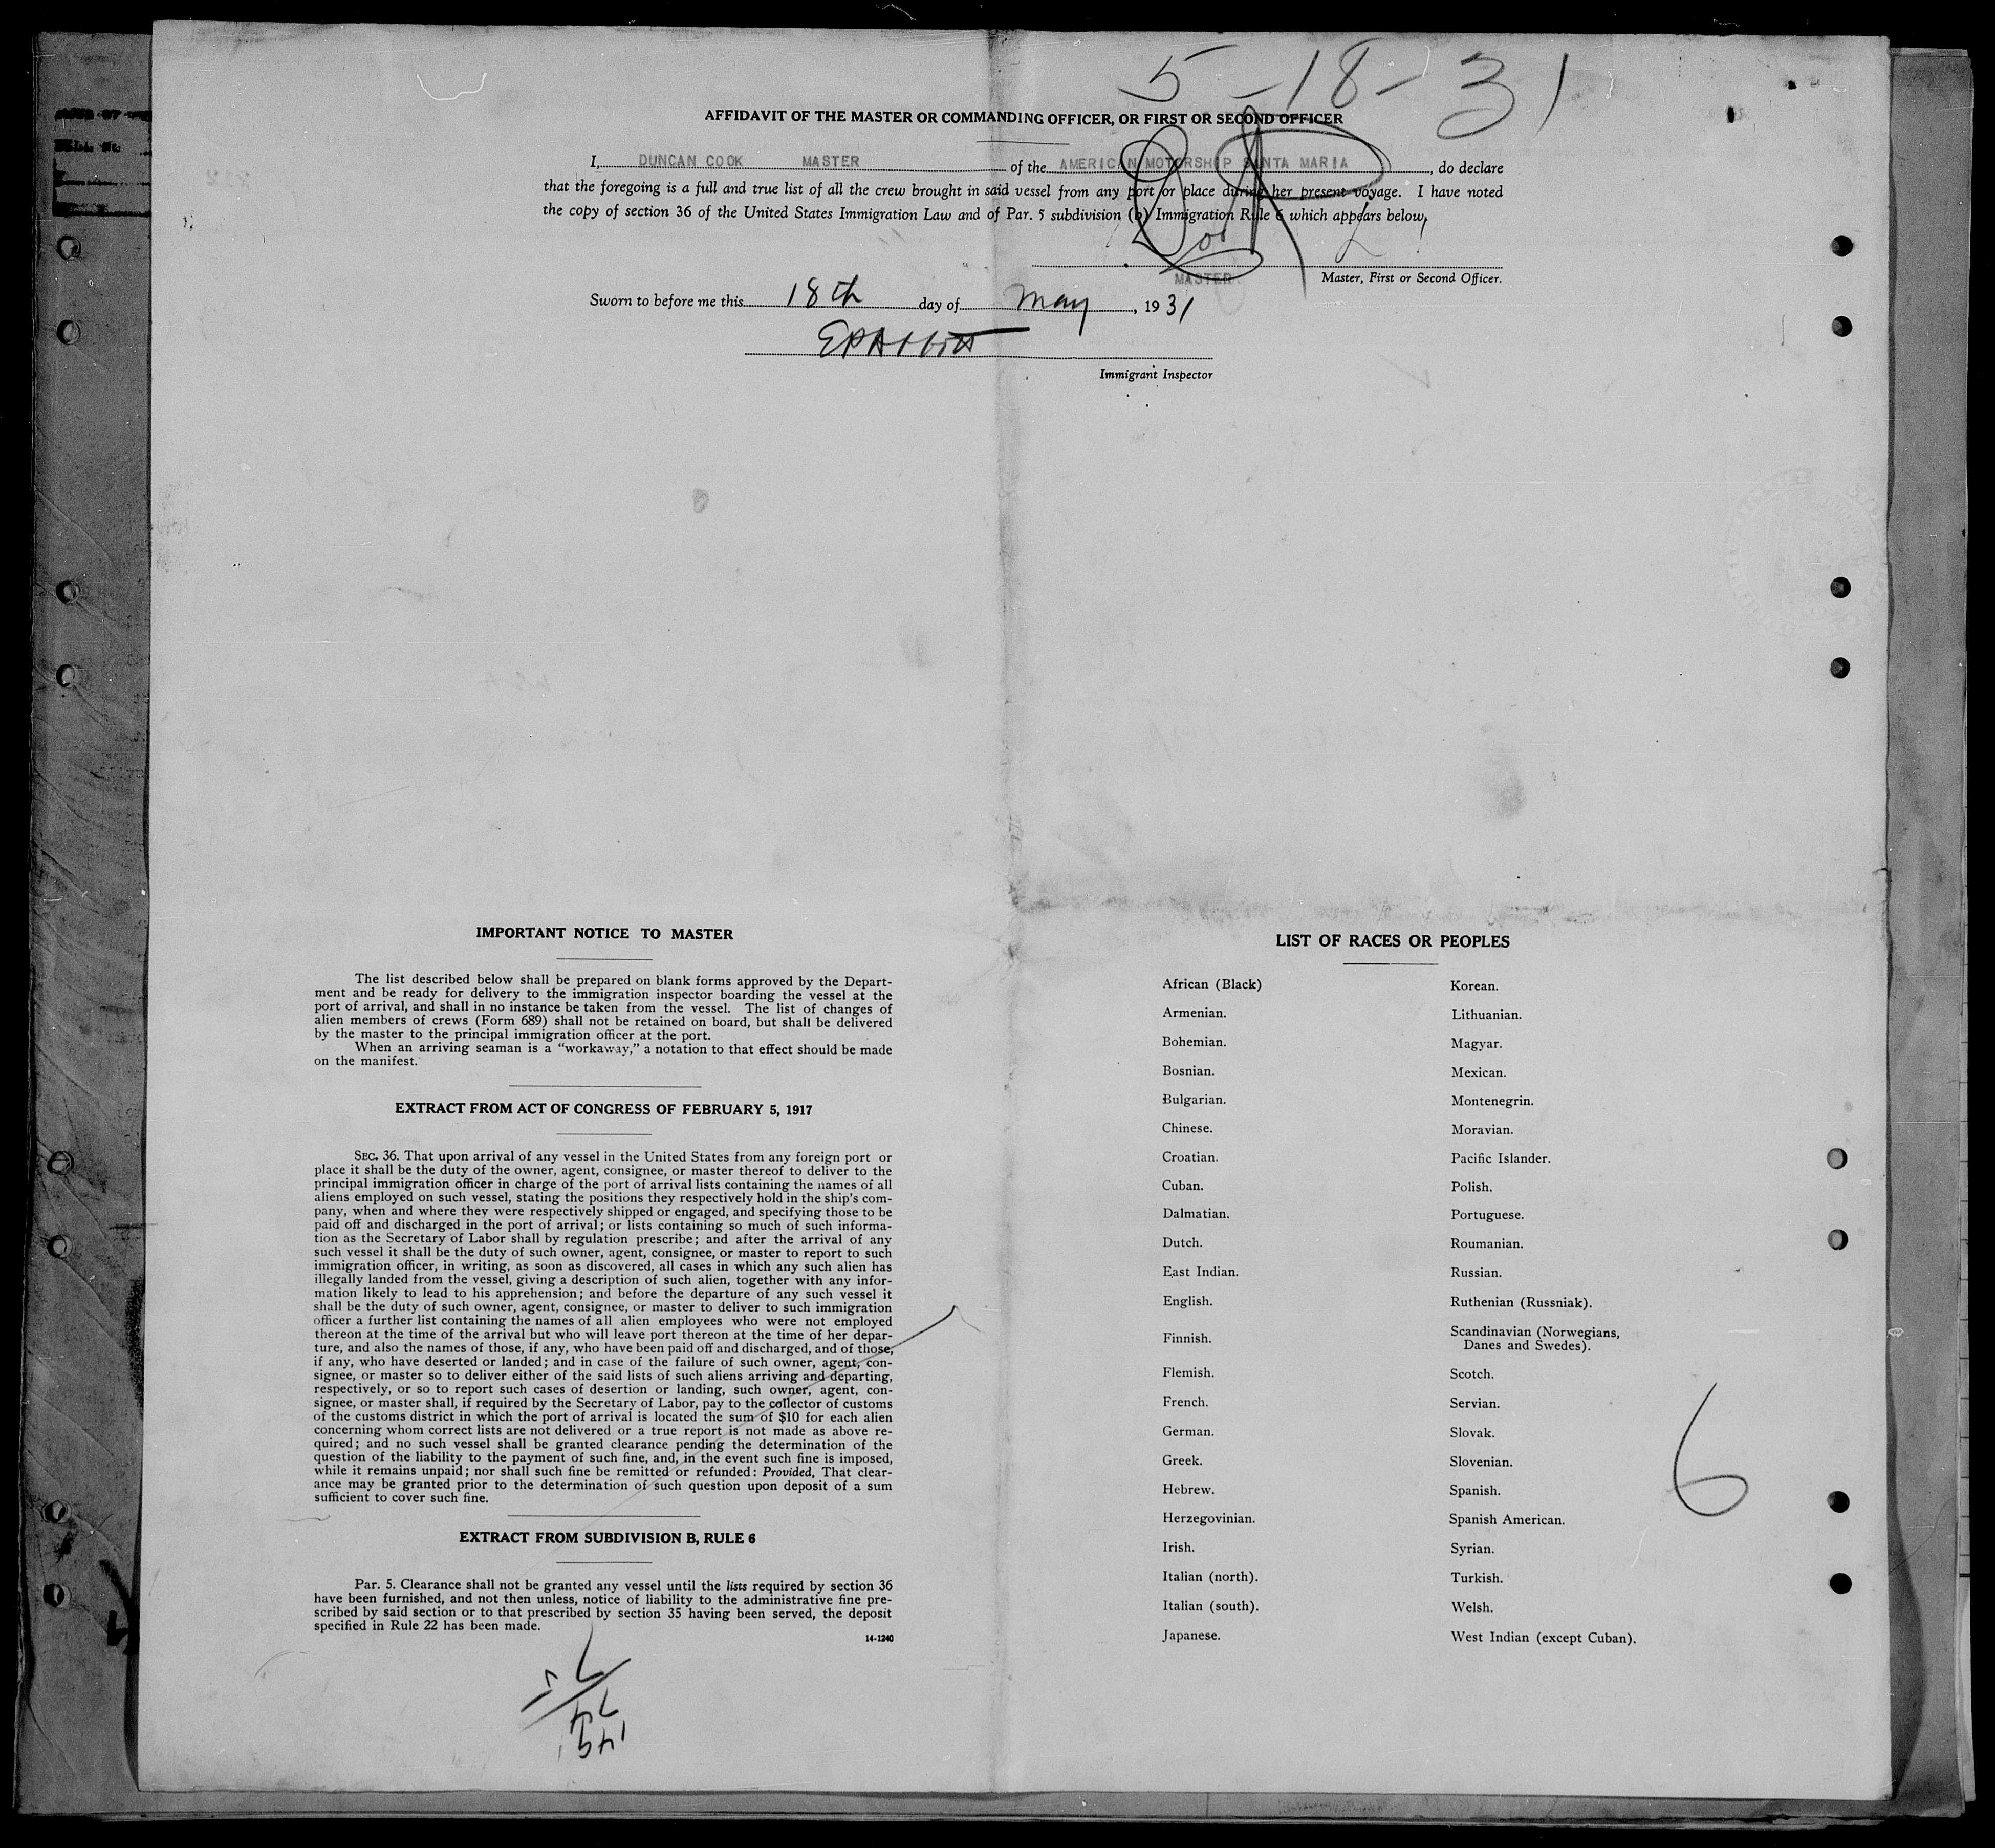 5-18-31
AFFIDAVIT OF THE MASTER OR COMMANDING OFFICER, OR FIRST OR SECOND OFFICER
I, DUNCAN COOK MASTER of the AMERICAN MOTORSHIP SANTA MARIA, do declare
that the foregoing is a full and true list of all the crew brought in said vessel from any port or place during her present voyage. I have noted
the copy of section 36 of the United States Immigration Law and of Par. 5 subdivision (b) Immigration Rule 6 which appears below,
MASTER
Master, First or Second Officer.
Sworn to before me this 18th day of May, 1931
Immigrant Inspector
IMPORTANT NOTICE TO MASTER
The list described below shall be prepared on blank forms approved by the Depart-
ment and be ready for delivery to the immigration inspector boarding the vessel at the
port of arrival, and shall in no instance be taken from the vessel. The list of changes of
alien members of crews (Form 689) shall not be retained on board, but shall be delivered
by the master to the principal immigration officer at the port.
When an arriving seaman is a "workaway," a notation to that effect should be made
on the manifest.
EXTRACT FROM ACT OF CONGRESS OF FEBRUARY 5, 1917
SEC. 36. That upon arrival of any vessel in the United States from any foreign port or
place it shall be the duty of the owner, agent, consignee, or master thereof to deliver to the
principal immigration officer in charge of the port of arrival lists containing the names of all
aliens employed on such vessel, stating the positions they respectively hold in the ship's com-
pany, when and where they were respectively shipped or engaged, and specifying those to be
paid off and discharged in the port of arrival; or lists containing so much of such informa-
tion as the Secretary of Labor shall by regulation prescribe; and after the arrival of any
such vessel it shall be the duty of such owner, agent, consignee, or master to report to such
immigration officer, in writing, as soon as discovered, all cases in which any such alien has
illegally landed from the vessel, giving a description of such alien, together with any infor-
mation likely to lead to his apprehension; and before the departure of any such vessel it
shall be the duty of such owner, agent, consignee, or master to deliver to such immigration
officer a further list containing the names of all alien employees who were not employed
thereon at the time of the arrival but who will leave port thereon at the time of her depar-
ture, and also the names of those, if any, who have been paid off and discharged, and of those,
if any, who have deserted or landed; and in case of the failure of such owner, agent, con-
signee, or master so to deliver either of the said lists of such aliens arriving and departing,
respectively, or so to report such cases of desertion or landing, such owner, agent, con-
signee, or master shall, if required by the Secretary of Labor, pay to the collector of customs
of the customs district in which the port of arrival is located the sum of $10 for each alien
concerning whom correct lists are not delivered or a true report is not made as above re-
quired; and no such vessel shall be granted clearance pending the determination of the
question of the liability to the payment of such fine, and, in the event such fine is imposed,
while it remains unpaid; nor shall such fine be remitted or refunded: Provided, That clear-
ance may be granted prior to the determination of such question upon deposit of a sum
sufficient to cover such fine.
EXTRACT FROM SUBDIVISION B, RULE 6
Par. 5. Clearance shall not be granted any vessel until the lists required by section 36
have been furnished, and not then unless, notice of liability to the administrative fine pre-
scribed by said section or to that prescribed by section 35 having been served, the deposit
specified in Rule 22 has been made.
14-1240
LIST OF RACES OR PEOPLES
African (Black)
Armenian.
Bohemian.
Bosnian.
Bulgarian.
Chinese.
Croatian.
Cuban.
Dalmatian.
Dutch.
East Indian.
English.
Finnish.
Flemish.
French.
German.
Greek.
Hebrew.
Herzegovinian.
Irish.
Italian (north).
Italian (south).
Japanese.
Korean.
Lithuanian.
Magyar.
Mexican.
Montenegrin.
Moravian.
Pacific Islander.
Polish.
Portuguese.
Roumanian.
Russian.
Ruthenian (Russniak).
Scandinavian (Norwegians,
Danes and Swedes).
Scotch.
Servian.
Slovak.
Slovenian.
Spanish.
Spanish American.
Syrian.
Turkish.
Welsh.
West Indian (except Cuban).
6